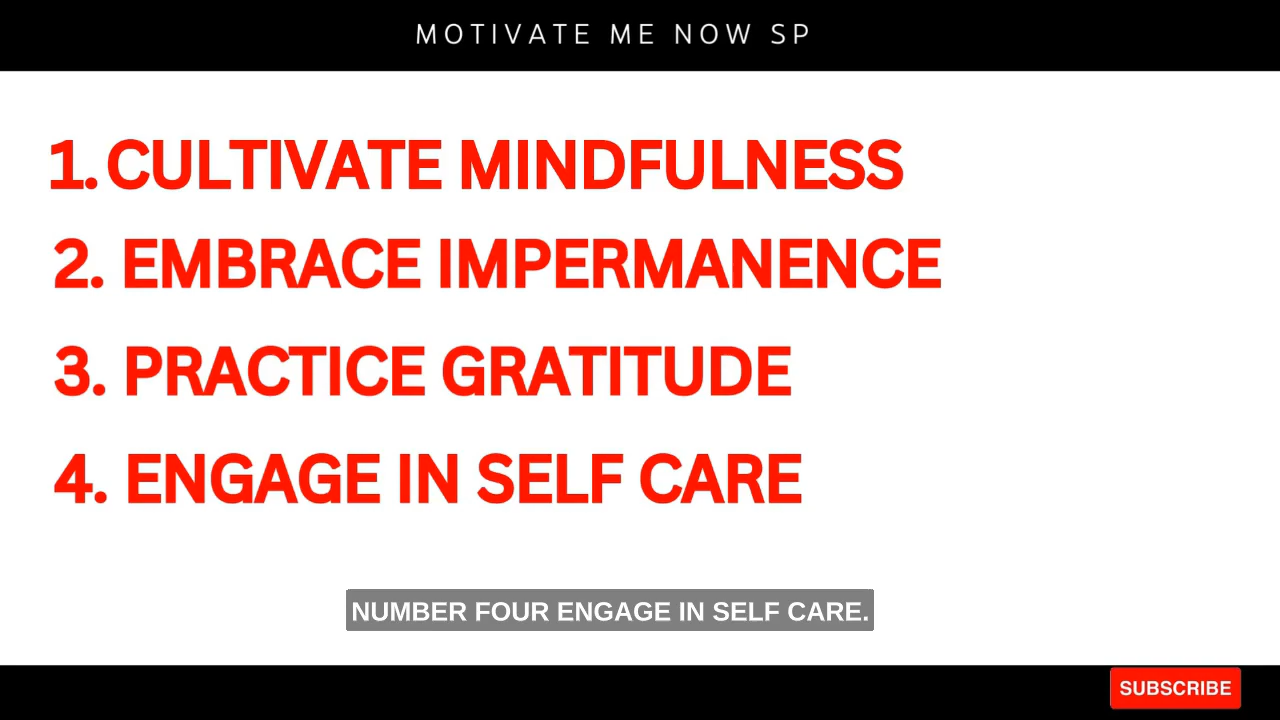 MOTIVATE ME NOW SP
1. CULTIVATE MINDFULNESS
2. EMBRACE IMPERMANENCE
3. PRACTICE GRATITUDE
4. ENGAGE IN SELF CARE
NUMBER FOUR ENGAGE IN SELF CARE.
SUBSCRIBE